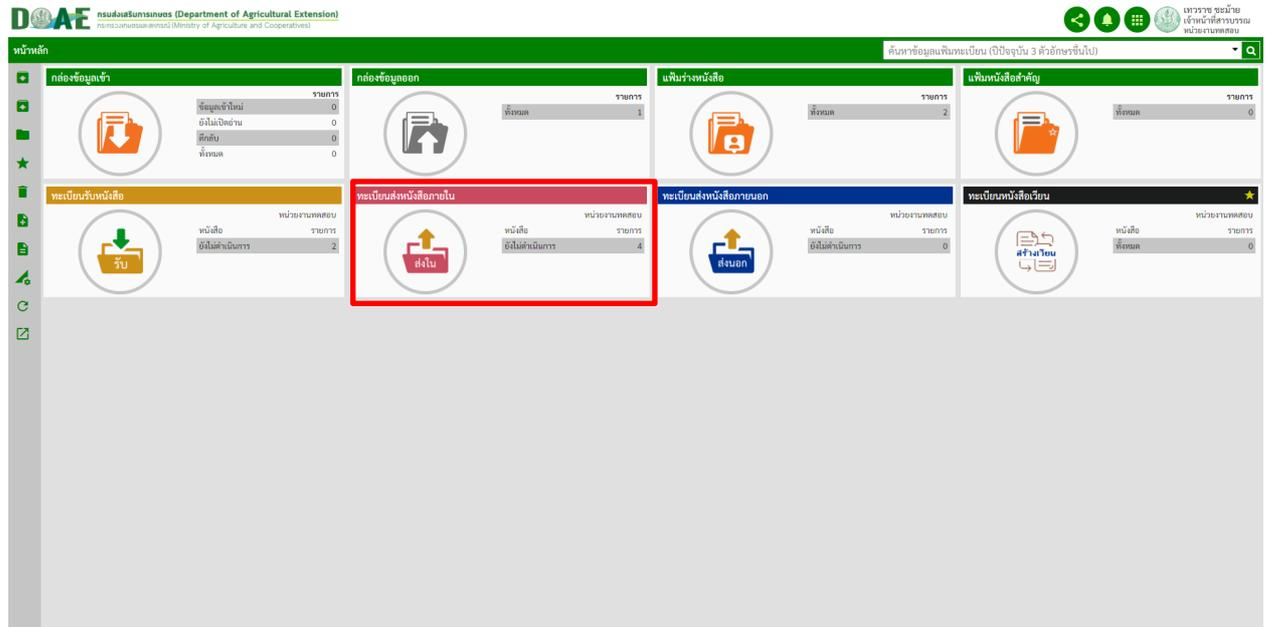 DOAE กรมส่งเสริมการเกษตร (Department of Agricultural Extension)
กระทรวงเกษตรและสหกรณ์ (Ministry of Agriculture and Cooperatives)
เทวราช ชะม้าย
เจ้าหน้าที่สารบรรณ
หน่วยงานทดสอบ
หน้าหลัก
ค้นหาข้อมูลแฟ้มทะเบียน (ปีปัจจุบัน 3 ตัวอักษรขึ้นไป)
กล่องข้อมูลเข้า
รายการ
ข้อมูลเข้าใหม่ 0
ยังไม่เปิดอ่าน 0
ดึกลับ 0
ทั้งหมด 0
กล่องข้อมูลออก
รายการ
ทั้งหมด 1
แฟ้มร่างหนังสือ
รายการ
ทั้งหมด 2
แฟ้มหนังสือสำคัญ
รายการ
ทั้งหมด 0
ทะเบียนรับหนังสือ
หน่วยงานทดสอบ
หนังสือ รายการ
ยังไม่ดำเนินการ 2
รับ
ทะเบียนส่งหนังสือภายใน
หน่วยงานทดสอบ
หนังสือ รายการ
ยังไม่ดำเนินการ 4
ส่งใน
ทะเบียนส่งหนังสือภายนอก
หน่วยงานทดสอบ
หนังสือ รายการ
ยังไม่ดำเนินการ 0
ส่งนอก
ทะเบียนหนังสือเวียน
หน่วยงานทดสอบ
หนังสือ รายการ
ทั้งหมด 0
สร้างเวียน